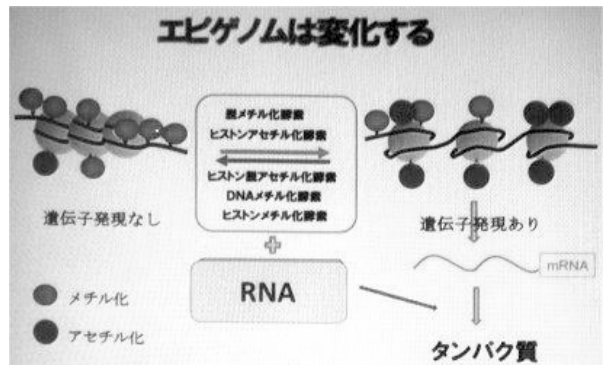 エピゲノムは変化する
脱メチル化酵素
ヒストンアセチル化酵素
ヒストン脱アセチル化酵素
DNAメチル化酵素
ヒストンメチル化酵素
遺伝子発現なし
遺伝子発現あり
+
mRNA
RNA
メチル化
アセチル化
タンパク質